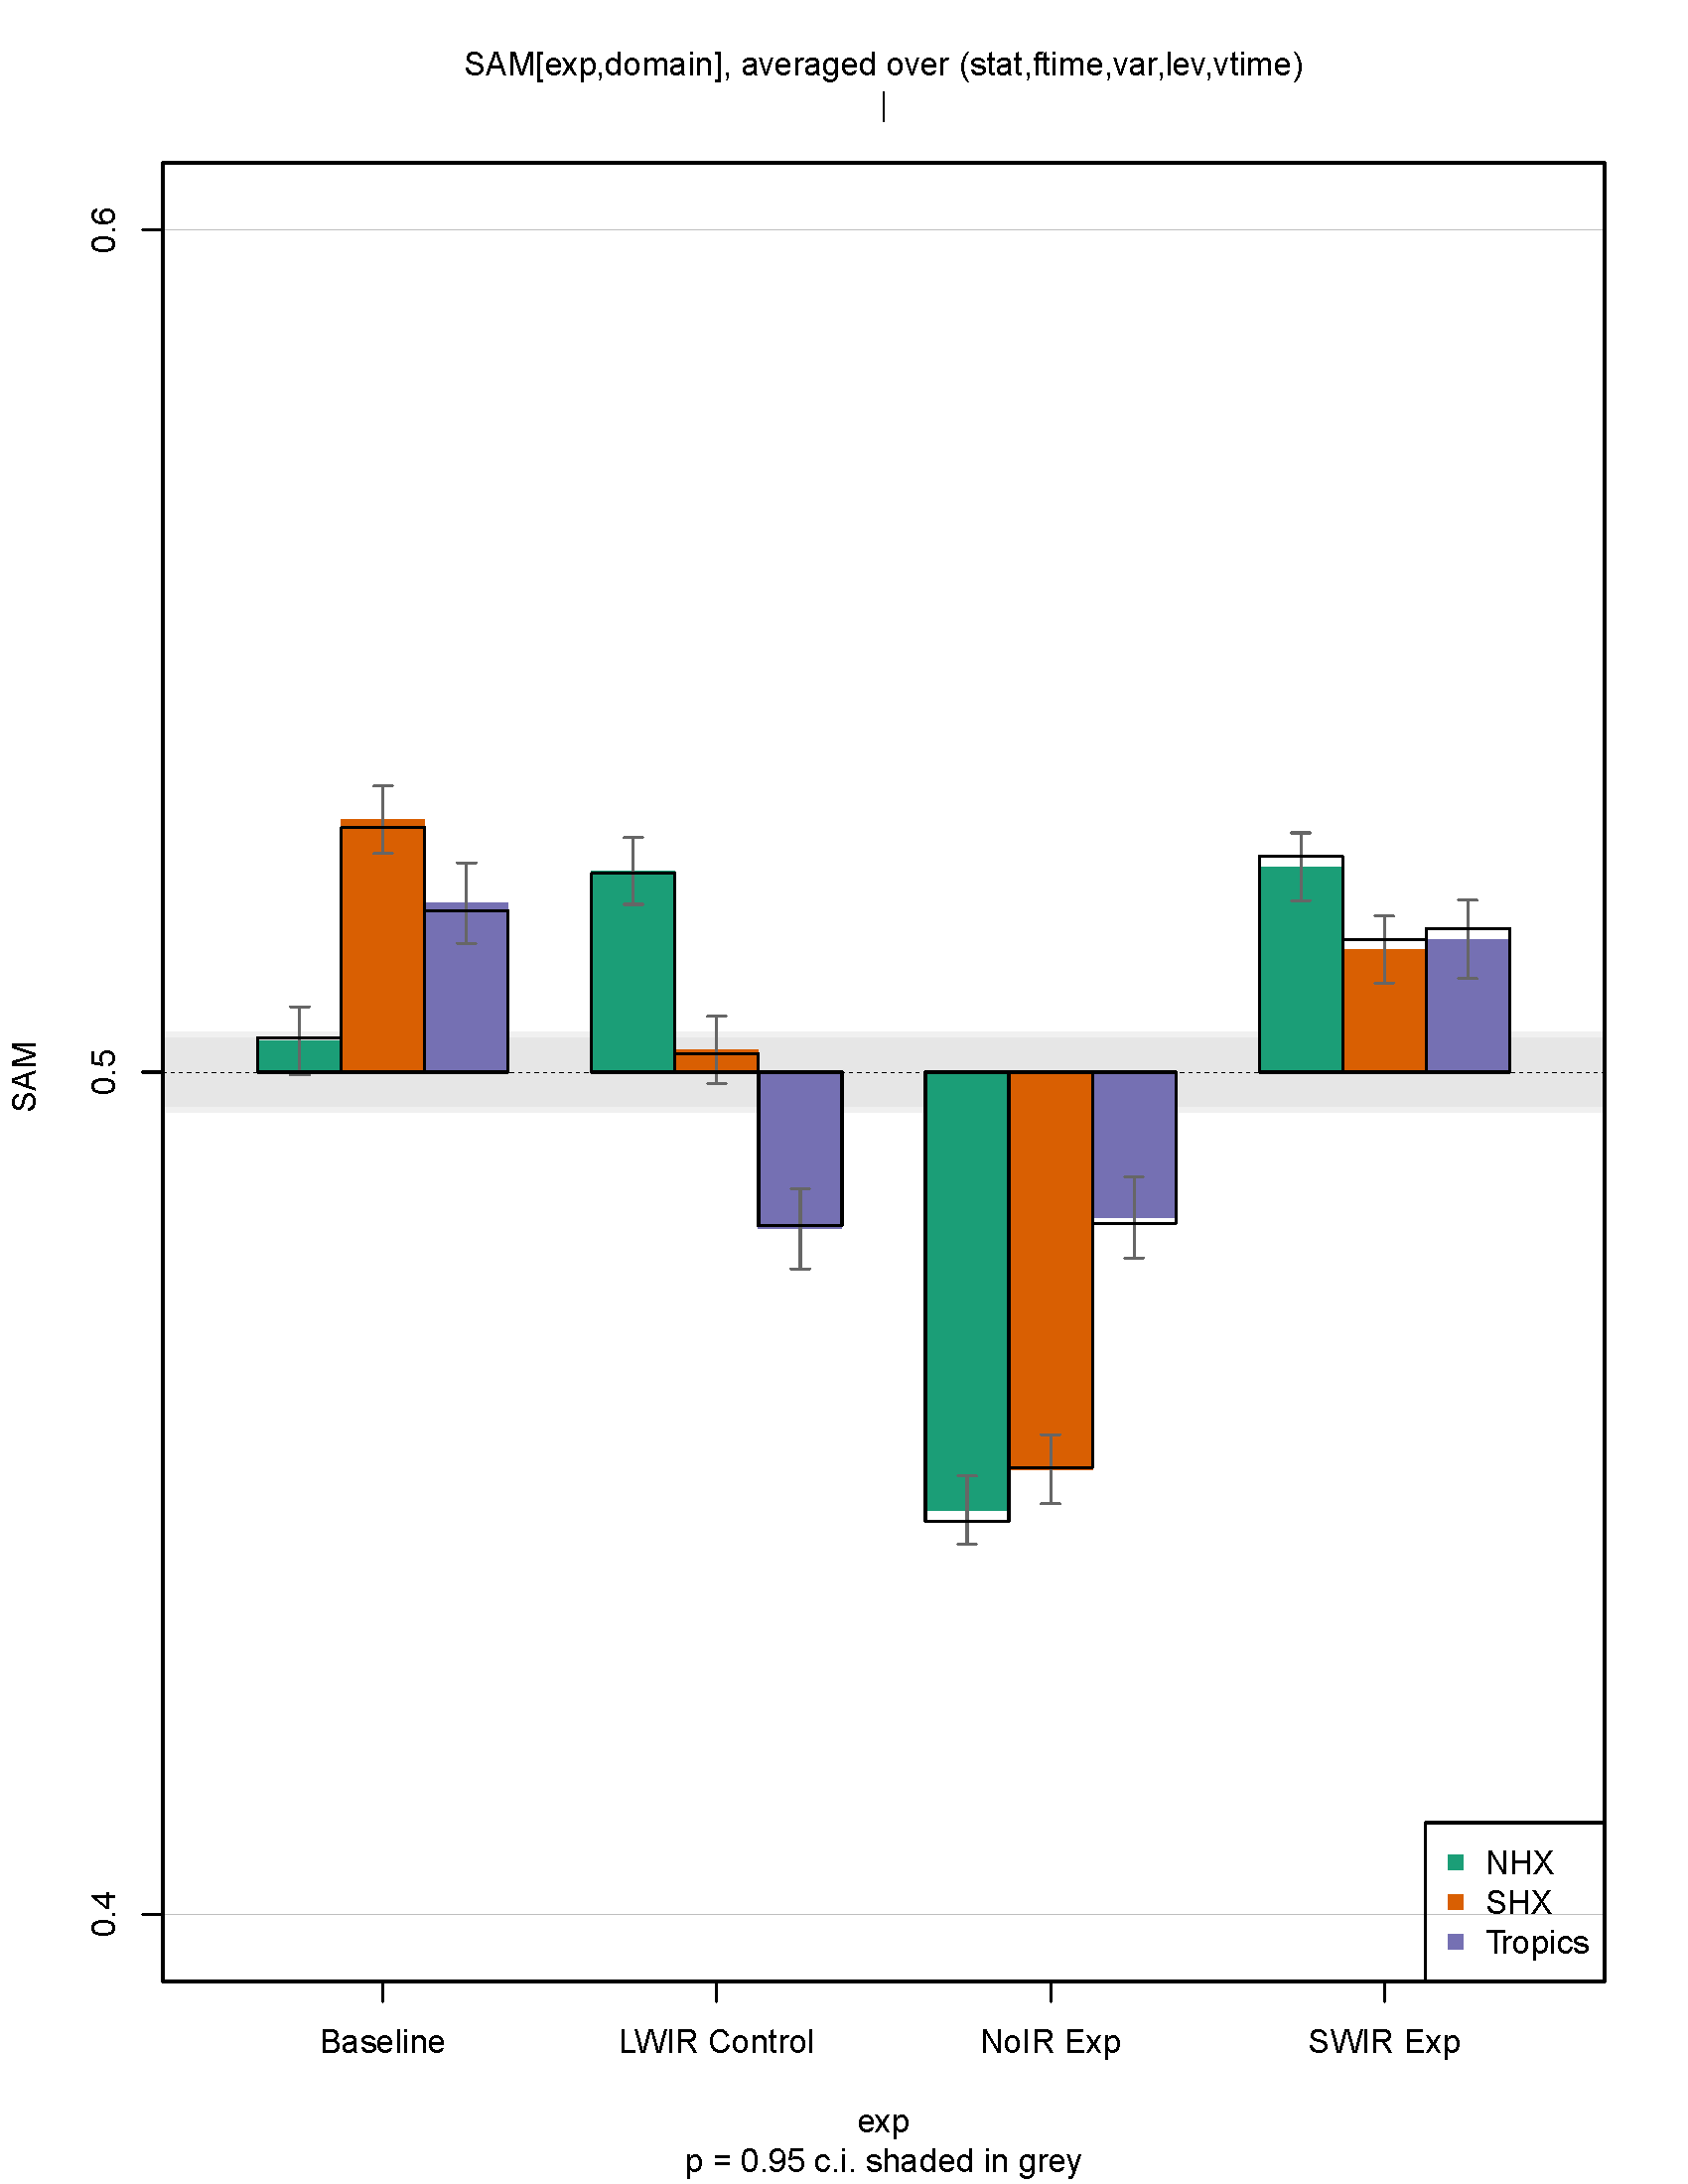 SAM[exp,domain], averaged over (stat,ftime,var,lev,vtime)
|
0.6
0.5
0.4
SAM
NHX
SHX
Tropics
Baseline
LWIR Control
NoIR Exp
SWIR Exp
exp
p = 0.95 c.i. shaded in grey